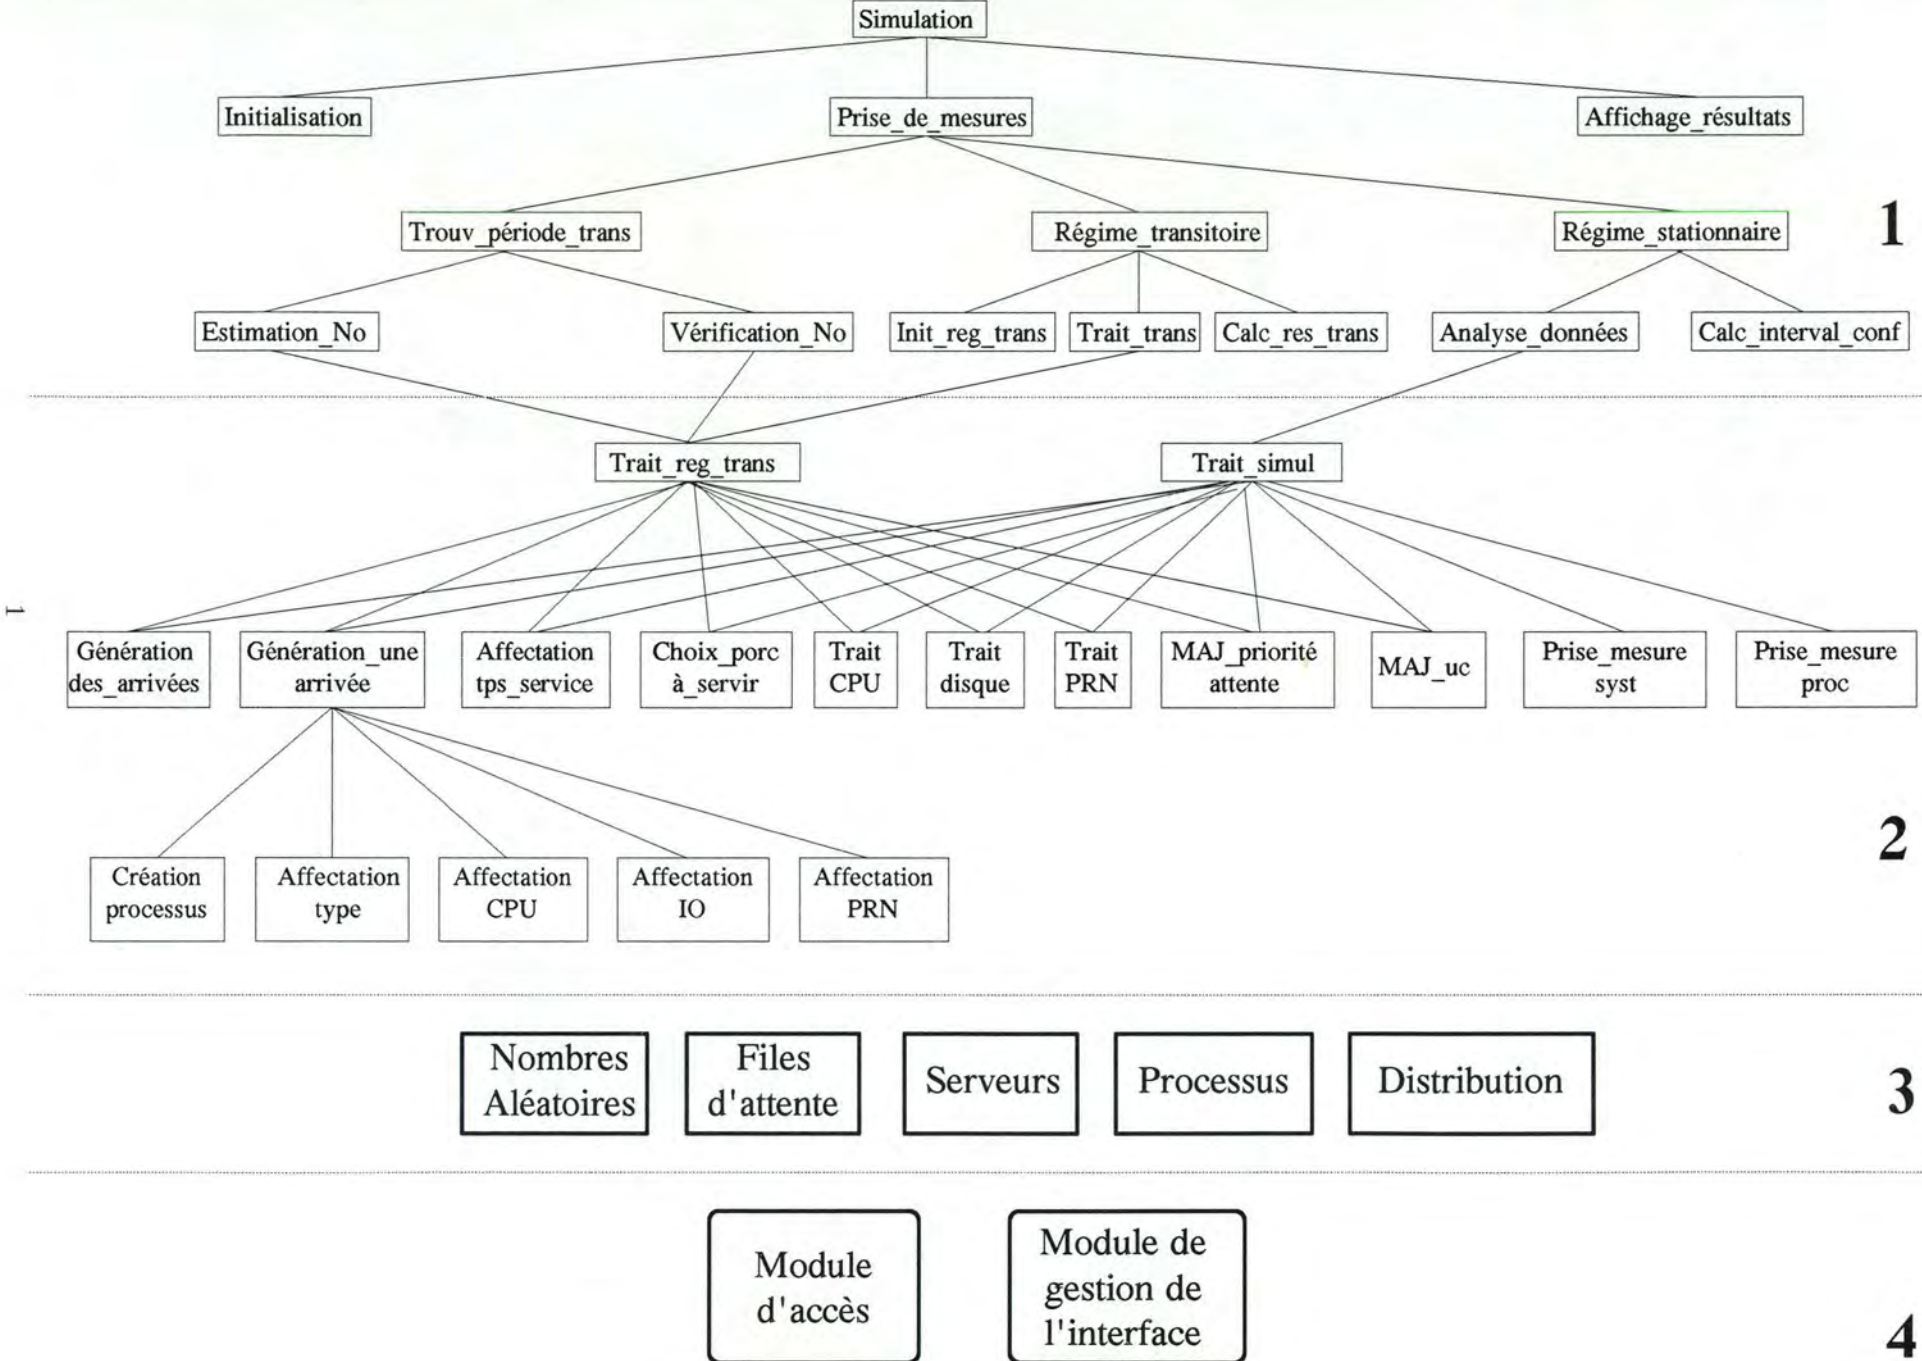 Simulation
Initialisation
Prise_de_mesures
Affichage_résultats
Trouv_période_trans
Régime_transitoire
Régime_stationnaire
1
Estimation_No
Vérification_No
Init_reg_trans
Trait_trans
Calc_res_trans
Analyse_données
Calc_interval_conf
Trait_reg_trans
Trait_simul
1
Génération
des_arrivées
Génération_une
arrivée
Affectation
tps_service
Choix_porc
à_servir
Trait
CPU
Trait
disque
Trait
PRN
MAJ_priorité
attente
MAJ_uc
Prise_mesure
syst
Prise_mesure
proc
2
Création
processus
Affectation
type
Affectation
CPU
Affectation
IO
Affectation
PRN
Nombres
Aléatoires
Files
d'attente
Serveurs
Processus
Distribution
3
Module
d'accès
Module de
gestion de
l'interface
4